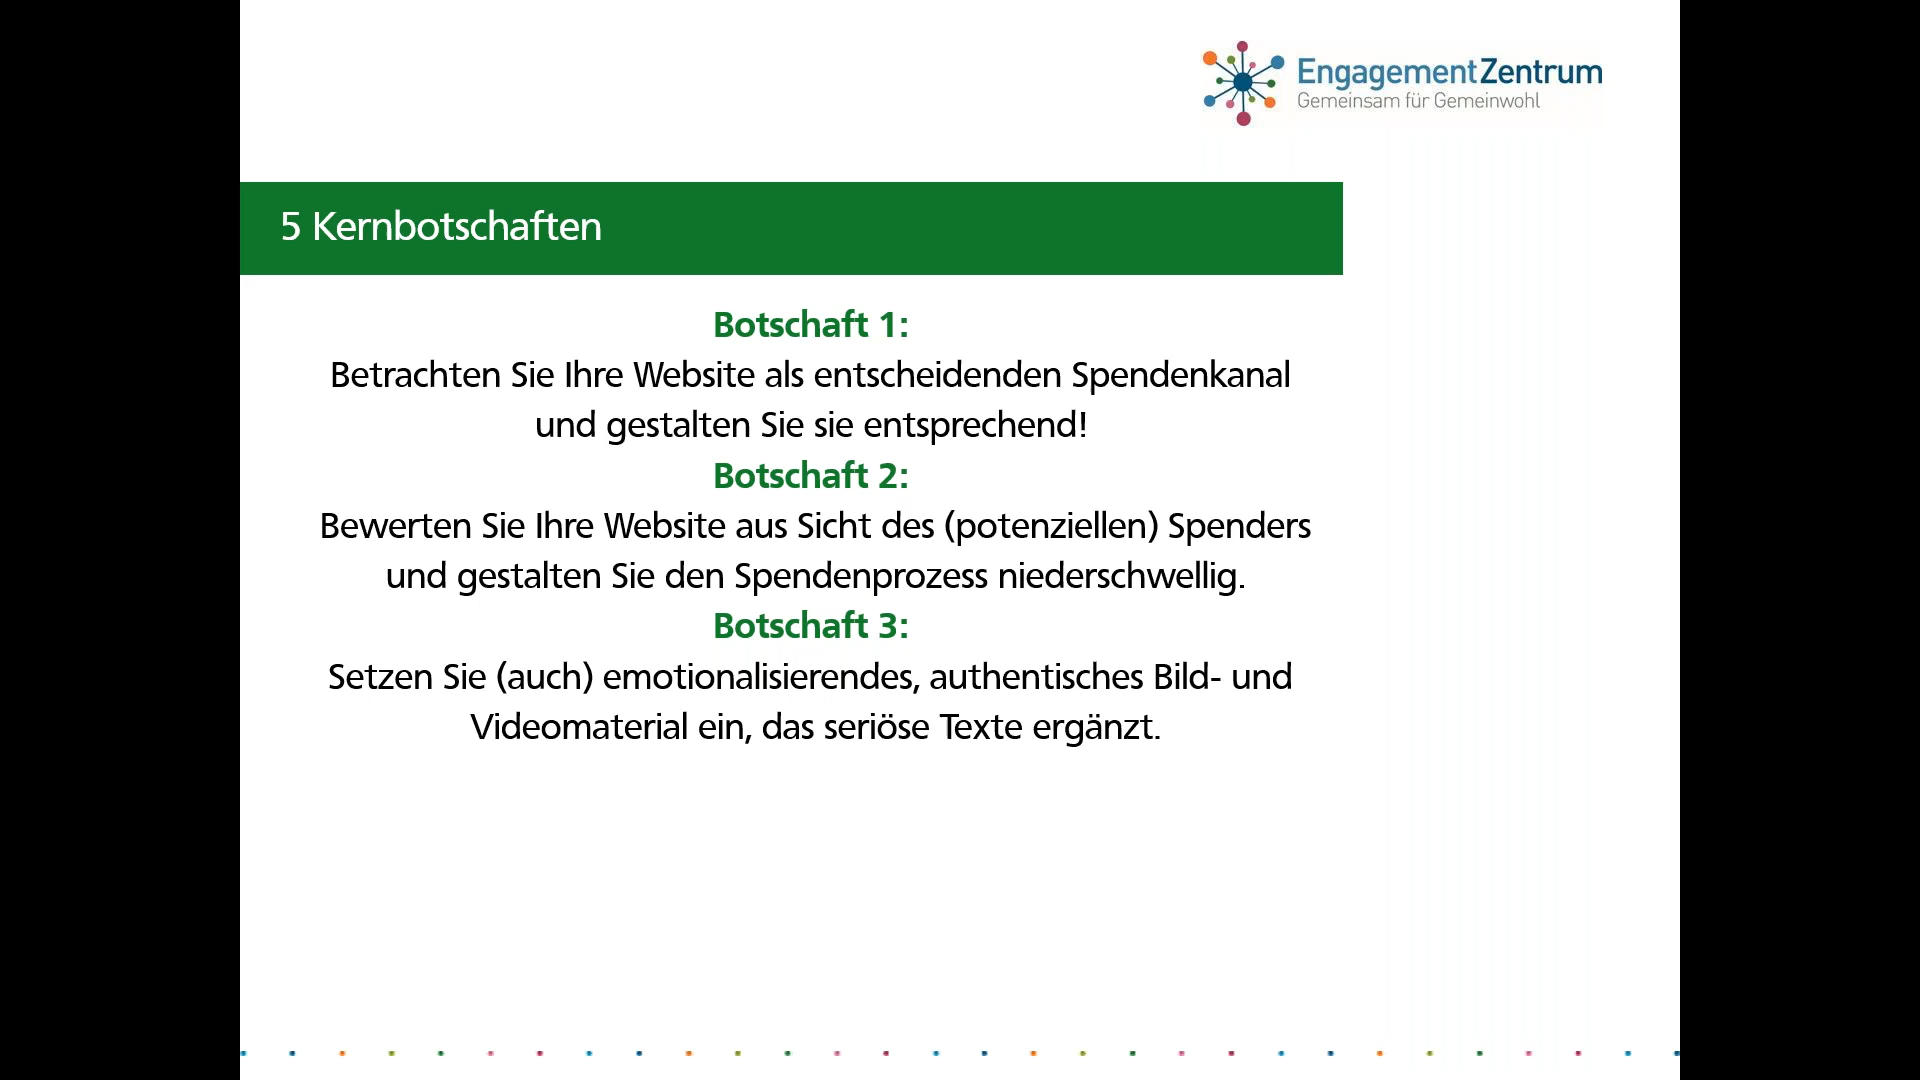 EngagementZentrum
Gemeinsam für Gemeinwohl
5 Kernbotschaften
Botschaft 1:
Betrachten Sie Ihre Website als entscheidenden Spendenkanal
und gestalten Sie sie entsprechend!
Botschaft 2:
Bewerten Sie Ihre Website aus Sicht des (potenziellen) Spenders
und gestalten Sie den Spendenprozess niederschwellig.
Botschaft 3:
Setzen Sie (auch) emotionalisierendes, authentisches Bild- und
Videomaterial ein, das seriöse Texte ergänzt.